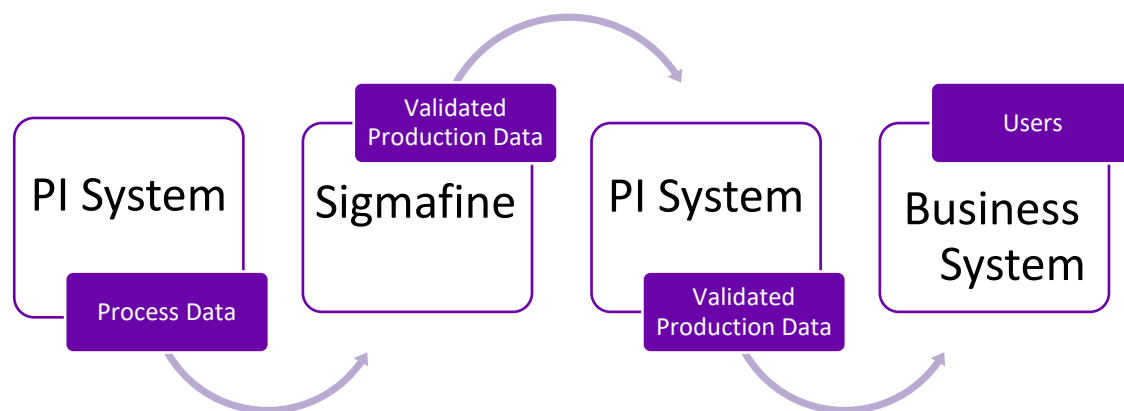 PI System
Process Data
Validated
Production Data
Sigmafine
PI System
Validated
Production Data
Users
Business
System